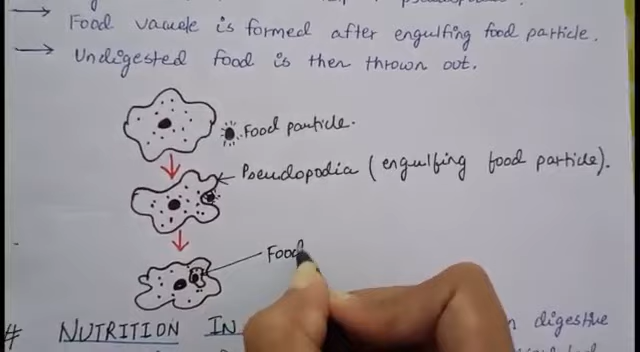 → Food vacuole is formed after engulfing food particle.
→ Undigested food is then thrown out.
Food particle.
Pseudopodia (engulfing food particle).
Food
# NUTRITION IN
digestive